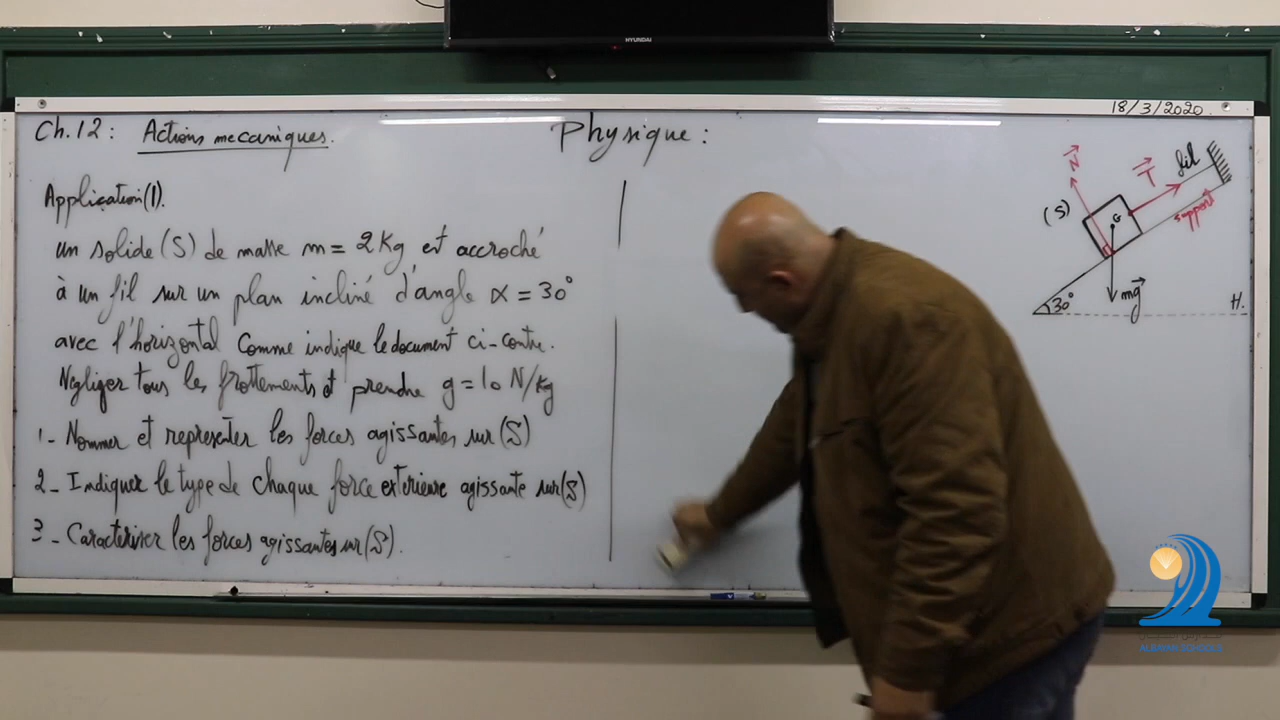 HYUNDAI
18/3/2020
Ch.12: Actions mecaniques.
Physique:
Application(1).
un solide (S) de masse m = 2 Kg est accroché
à un fil sur un plan incliné d'angle α = 30°
avec l'horizontal comme indique le document ci-contre.
Negliger tous les frottements et prendre g = 10 N/kg
1 - Nommer et representer les forces agissantes sur (S)
2 - Indiquer le type de chaque force exterieure agissante sur (S)
3 - Caracteriser les forces agissantes sur (S).
N⃗
T⃗
fil
(S)
G
support
mg⃗
30°
H.